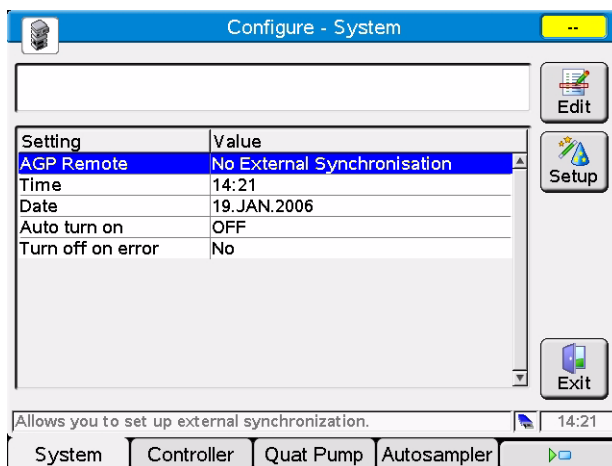 Configure - System
--
Edit
Setting Value
AGP Remote No External Synchronisation
Time 14:21
Date 19.JAN.2006
Auto turn on OFF
Turn off on error No
Setup
Exit
Allows you to set up external synchronization. 14:21
System Controller Quat Pump Autosampler